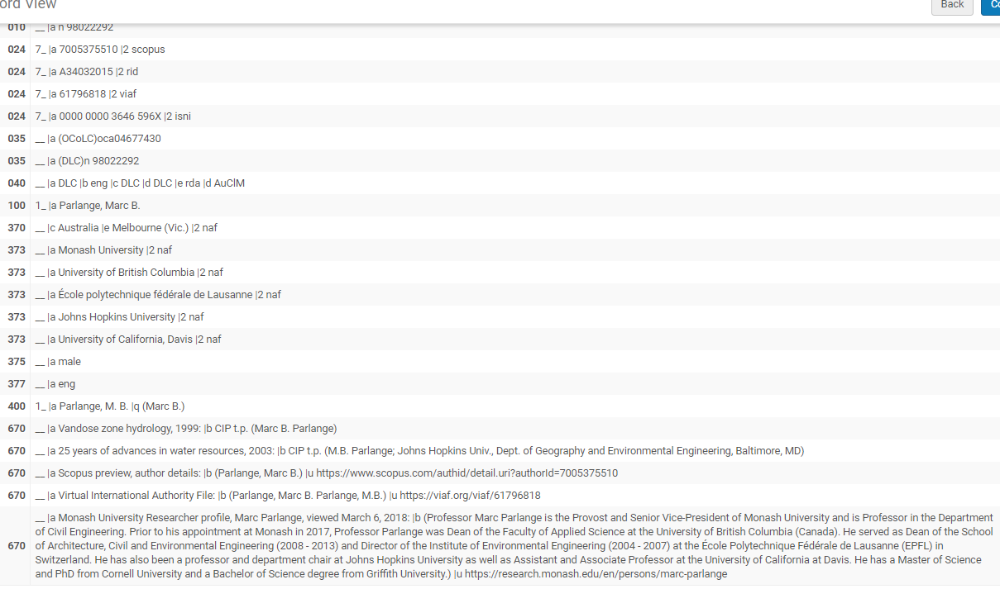 ord View
Back
Co
010 __ |a n 98022292
024 7_ |a 7005375510 |2 scopus
024 7_ |a A34032015 |2 rid
024 7_ |a 61796818 |2 viaf
024 7_ |a 0000 0000 3646 596X |2 isni
035 __ |a (OCoLC)oca04677430
035 __ |a (DLC)n 98022292
040 __ |a DLC |b eng |c DLC |d DLC |e rda |d AuClM
100 1_ |a Parlange, Marc B.
370 __ |c Australia |e Melbourne (Vic.) |2 naf
373 __ |a Monash University |2 naf
373 __ |a University of British Columbia |2 naf
373 __ |a École polytechnique fédérale de Lausanne |2 naf
373 __ |a Johns Hopkins University |2 naf
373 __ |a University of California, Davis |2 naf
375 __ |a male
377 __ |a eng
400 1_ |a Parlange, M. B. |q (Marc B.)
670 __ |a Vandose zone hydrology, 1999: |b CIP t.p. (Marc B. Parlange)
670 __ |a 25 years of advances in water resources, 2003: |b CIP t.p. (M.B. Parlange; Johns Hopkins Univ., Dept. of Geography and Environmental Engineering, Baltimore, MD)
670 __ |a Scopus preview, author details: |b (Parlange, Marc B.) |u https://www.scopus.com/authid/detail.uri?authorId=7005375510
670 __ |a Virtual International Authority File: |b (Parlange, Marc B. Parlange, M.B.) |u https://viaf.org/viaf/61796818
__ |a Monash University Researcher profile, Marc Parlange, viewed March 6, 2018: |b (Professor Marc Parlange is the Provost and Senior Vice-President of Monash University and is Professor in the Department
of Civil Engineering. Prior to his appointment at Monash in 2017, Professor Parlange was Dean of the Faculty of Applied Science at the University of British Columbia (Canada). He served as Dean of the School
670 of Architecture, Civil and Environmental Engineering (2008 - 2013) and Director of the Institute of Environmental Engineering (2004 - 2007) at the École Polytechnique Fédérale de Lausanne (EPFL) in
Switzerland. He has also been a professor and department chair at Johns Hopkins University as well as Assistant and Associate Professor at the University of California at Davis. He has a Master of Science
and PhD from Cornell University and a Bachelor of Science degree from Griffith University.) |u https://research.monash.edu/en/persons/marc-parlange